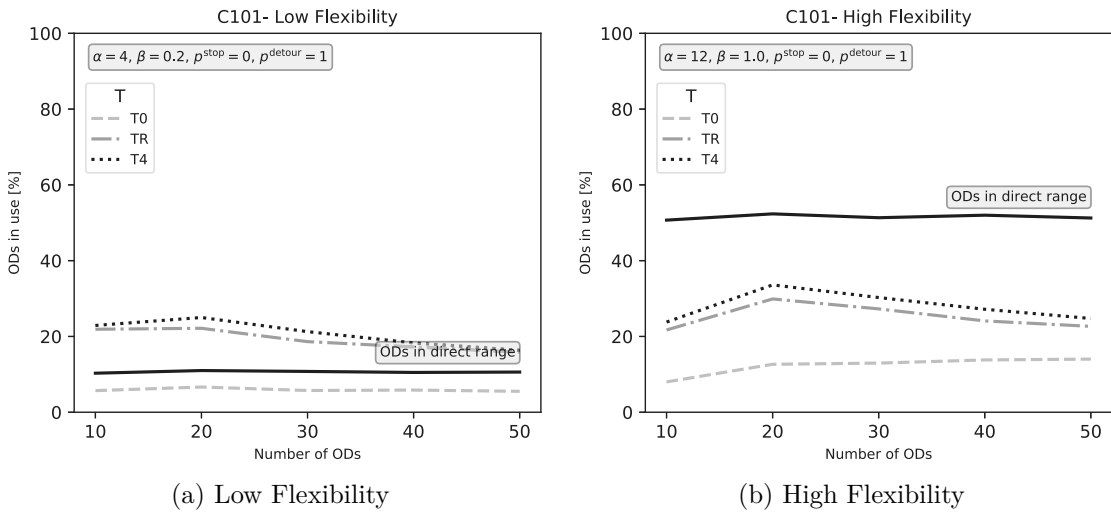 C101- Low Flexibility
α = 4, β = 0.2, p^stop = 0, p^detour = 1
T
T0
TR
T4
ODs in direct range
100
80
60
40
20
0
ODs in use [%]
10 20 30 40 50
Number of ODs
(a) Low Flexibility
C101- High Flexibility
α = 12, β = 1.0, p^stop = 0, p^detour = 1
T
T0
TR
T4
ODs in direct range
100
80
60
40
20
0
ODs in use [%]
10 20 30 40 50
Number of ODs
(b) High Flexibility